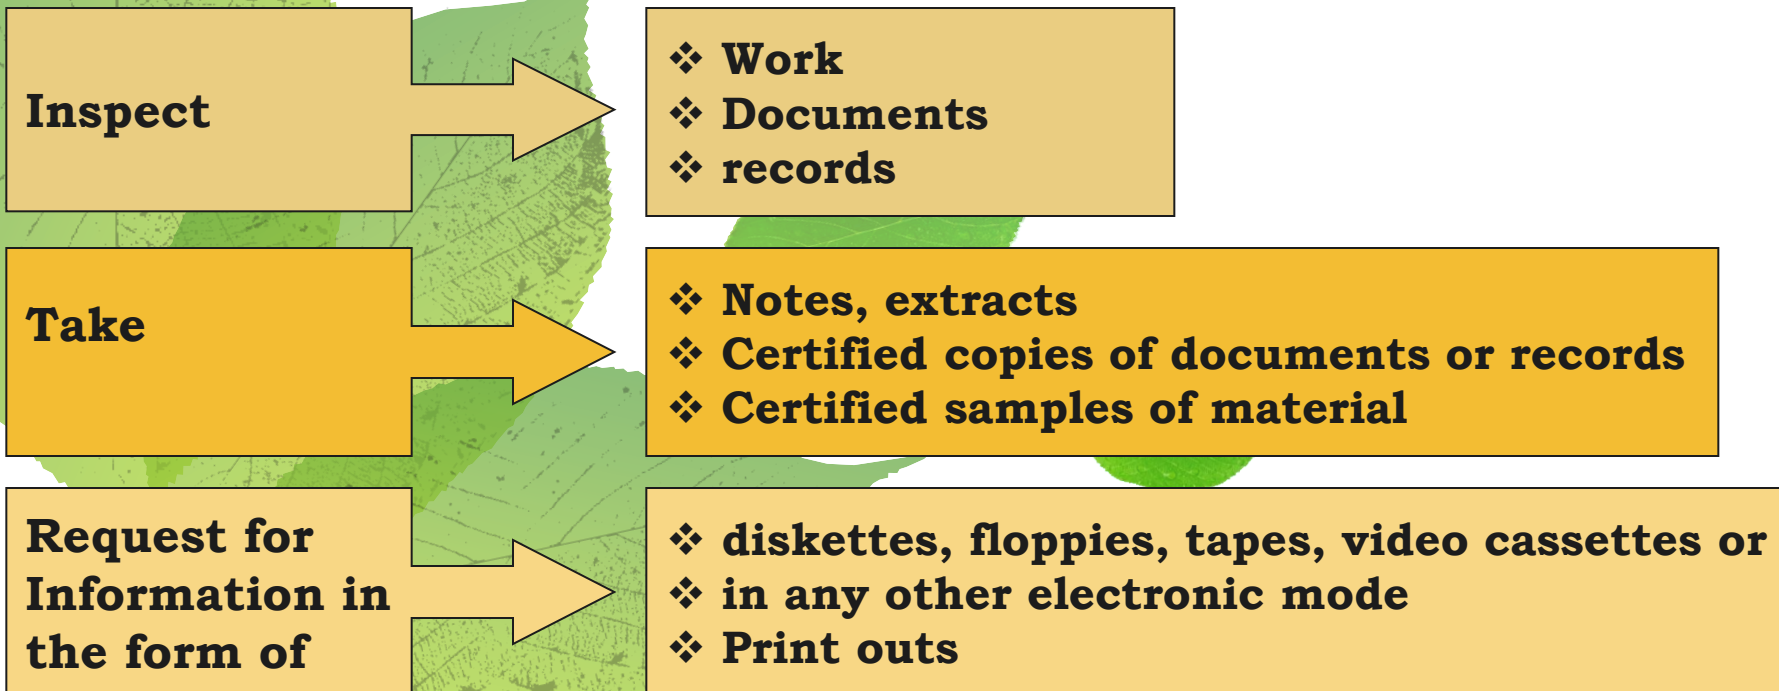 Inspect
❖ Work
❖ Documents
❖ records
Take
❖ Notes, extracts
❖ Certified copies of documents or records
❖ Certified samples of material
Request for
Information in
the form of
❖ diskettes, floppies, tapes, video cassettes or
❖ in any other electronic mode
❖ Print outs